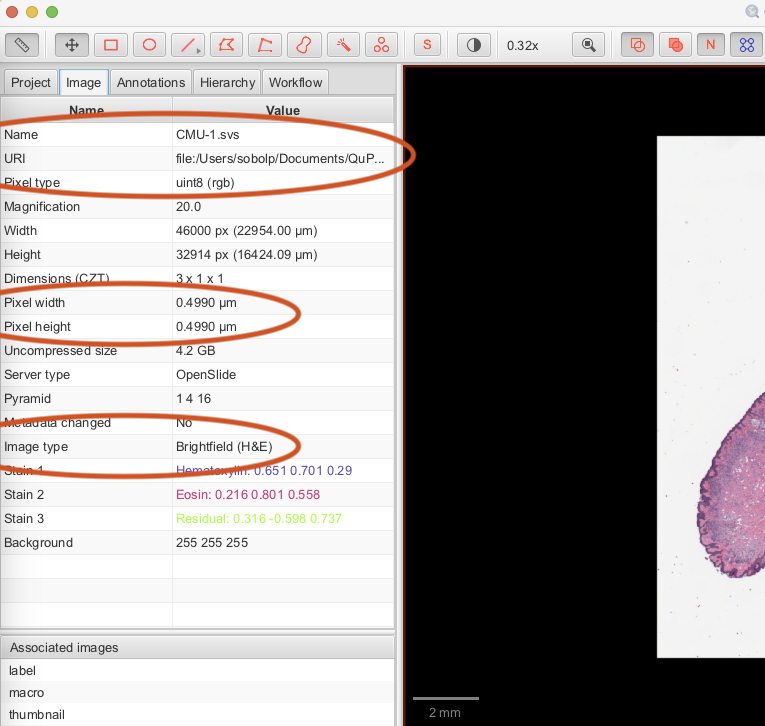 S 0.32x N
Project Image Annotations Hierarchy Workflow
Name Value
Name CMU-1.svs
URI file:/Users/sobolp/Documents/QuP...
Pixel type uint8 (rgb)
Magnification 20.0
Width 46000 px (22954.00 µm)
Height 32914 px (16424.09 µm)
Dimensions (CZT) 3 x 1 x 1
Pixel width 0.4990 µm
Pixel height 0.4990 µm
Uncompressed size 4.2 GB
Server type OpenSlide
Pyramid 1 4 16
Metadata changed No
Image type Brightfield (H&E)
Stain 1 Hematoxylin: 0.651 0.701 0.29
Stain 2 Eosin: 0.216 0.801 0.558
Stain 3 Residual: 0.316 -0.598 0.737
Background 255 255 255
Associated images
label
macro
thumbnail
2 mm